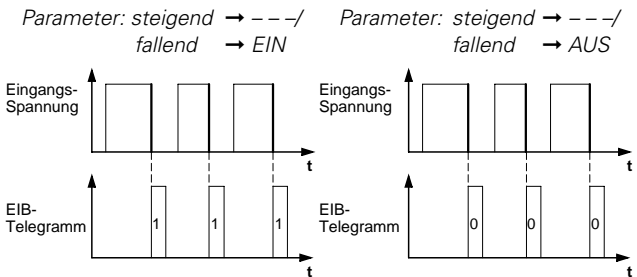 Parameter: steigend → – – –/
fallend → EIN
Eingangs-
Spannung
t
EIB-
Telegramm
1 1 1
t
Parameter: steigend → – – –/
fallend → AUS
Eingangs-
Spannung
t
EIB-
Telegramm
0 0 0
t